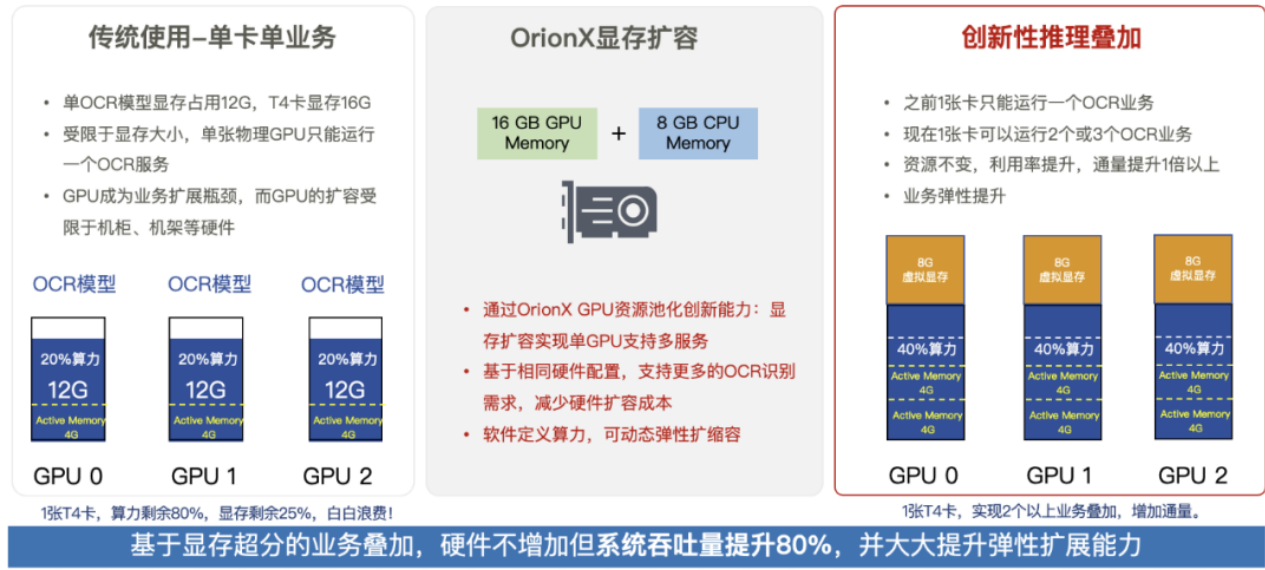 传统使用–单卡单业务
• 单OCR模型显存占用12G，T4卡显存16G
• 受限于显存大小，单张物理GPU只能运行
一个OCR服务
• GPU成为业务扩展瓶颈，而GPU的扩容受
限于机柜、机架等硬件
OCR模型 OCR模型 OCR模型
20%算力 20%算力 20%算力
12G 12G 12G
Active Memory Active Memory Active Memory
4G 4G 4G
GPU 0 GPU 1 GPU 2
1张T4卡，算力剩余80%，显存剩余25%，白白浪费！
OrionX显存扩容
16 GB GPU
Memory
+
8 GB CPU
Memory
• 通过OrionX GPU资源池化创新能力：显
存扩容实现单GPU支持多服务
• 基于相同硬件配置，支持更多的OCR识别
需求，减少硬件扩容成本
• 软件定义算力，可动态弹性扩缩容
创新性推理叠加
• 之前1张卡只能运行一个OCR业务
• 现在1张卡可以运行2个或3个OCR业务
• 资源不变，利用率提升，通量提升1倍以上
• 业务弹性提升
8G 8G 8G
虚拟显存 虚拟显存 虚拟显存
40%算力 40%算力 40%算力
Active Memory Active Memory Active Memory
4G 4G 4G
Active Memory Active Memory Active Memory
4G 4G 4G
GPU 0 GPU 1 GPU 2
1张T4卡，实现2个以上业务叠加，增加通量。
基于显存超分的业务叠加，硬件不增加但系统吞吐量提升80%，并大大提升弹性扩展能力